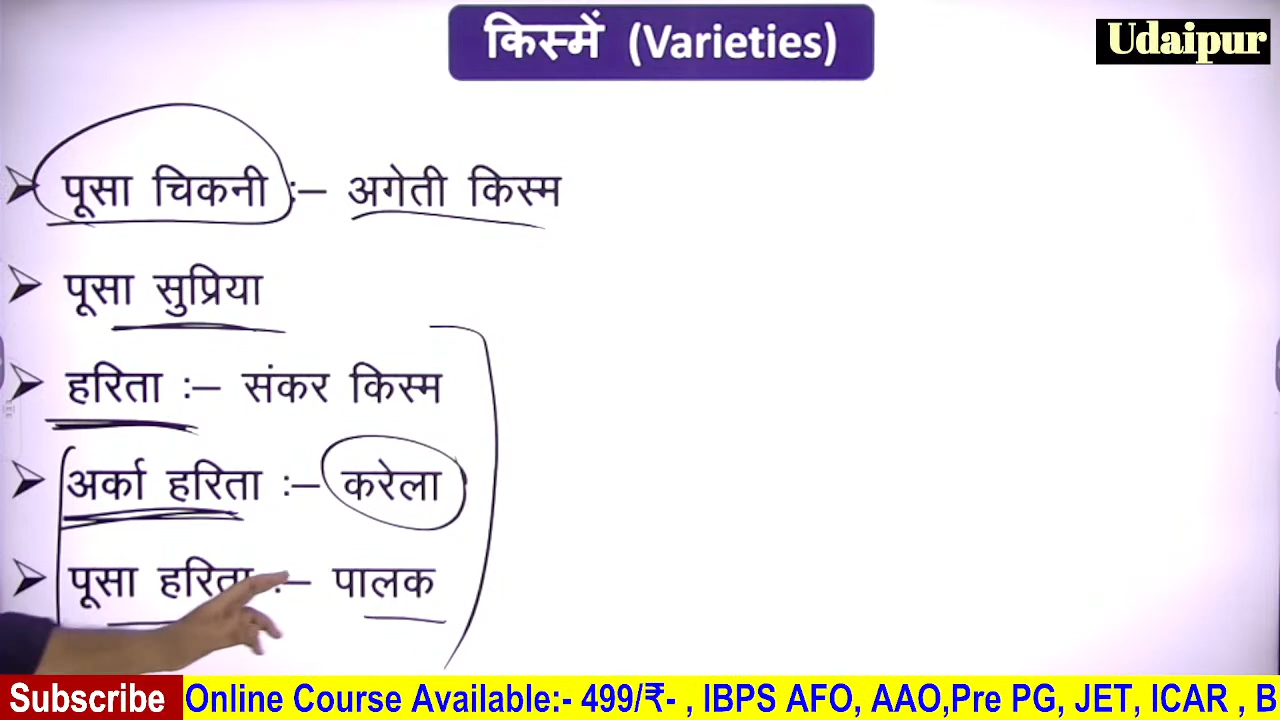 किस्में (Varieties)
Udaipur
पूसा चिकनी :– अगेती किस्म
पूसा सुप्रिया
हरिता :– संकर किस्म
अर्का हरिता :– करेला
पूसा हरिता :– पालक
Subscribe Online Course Available:- 499/₹- , IBPS AFO, AAO,Pre PG, JET, ICAR , B